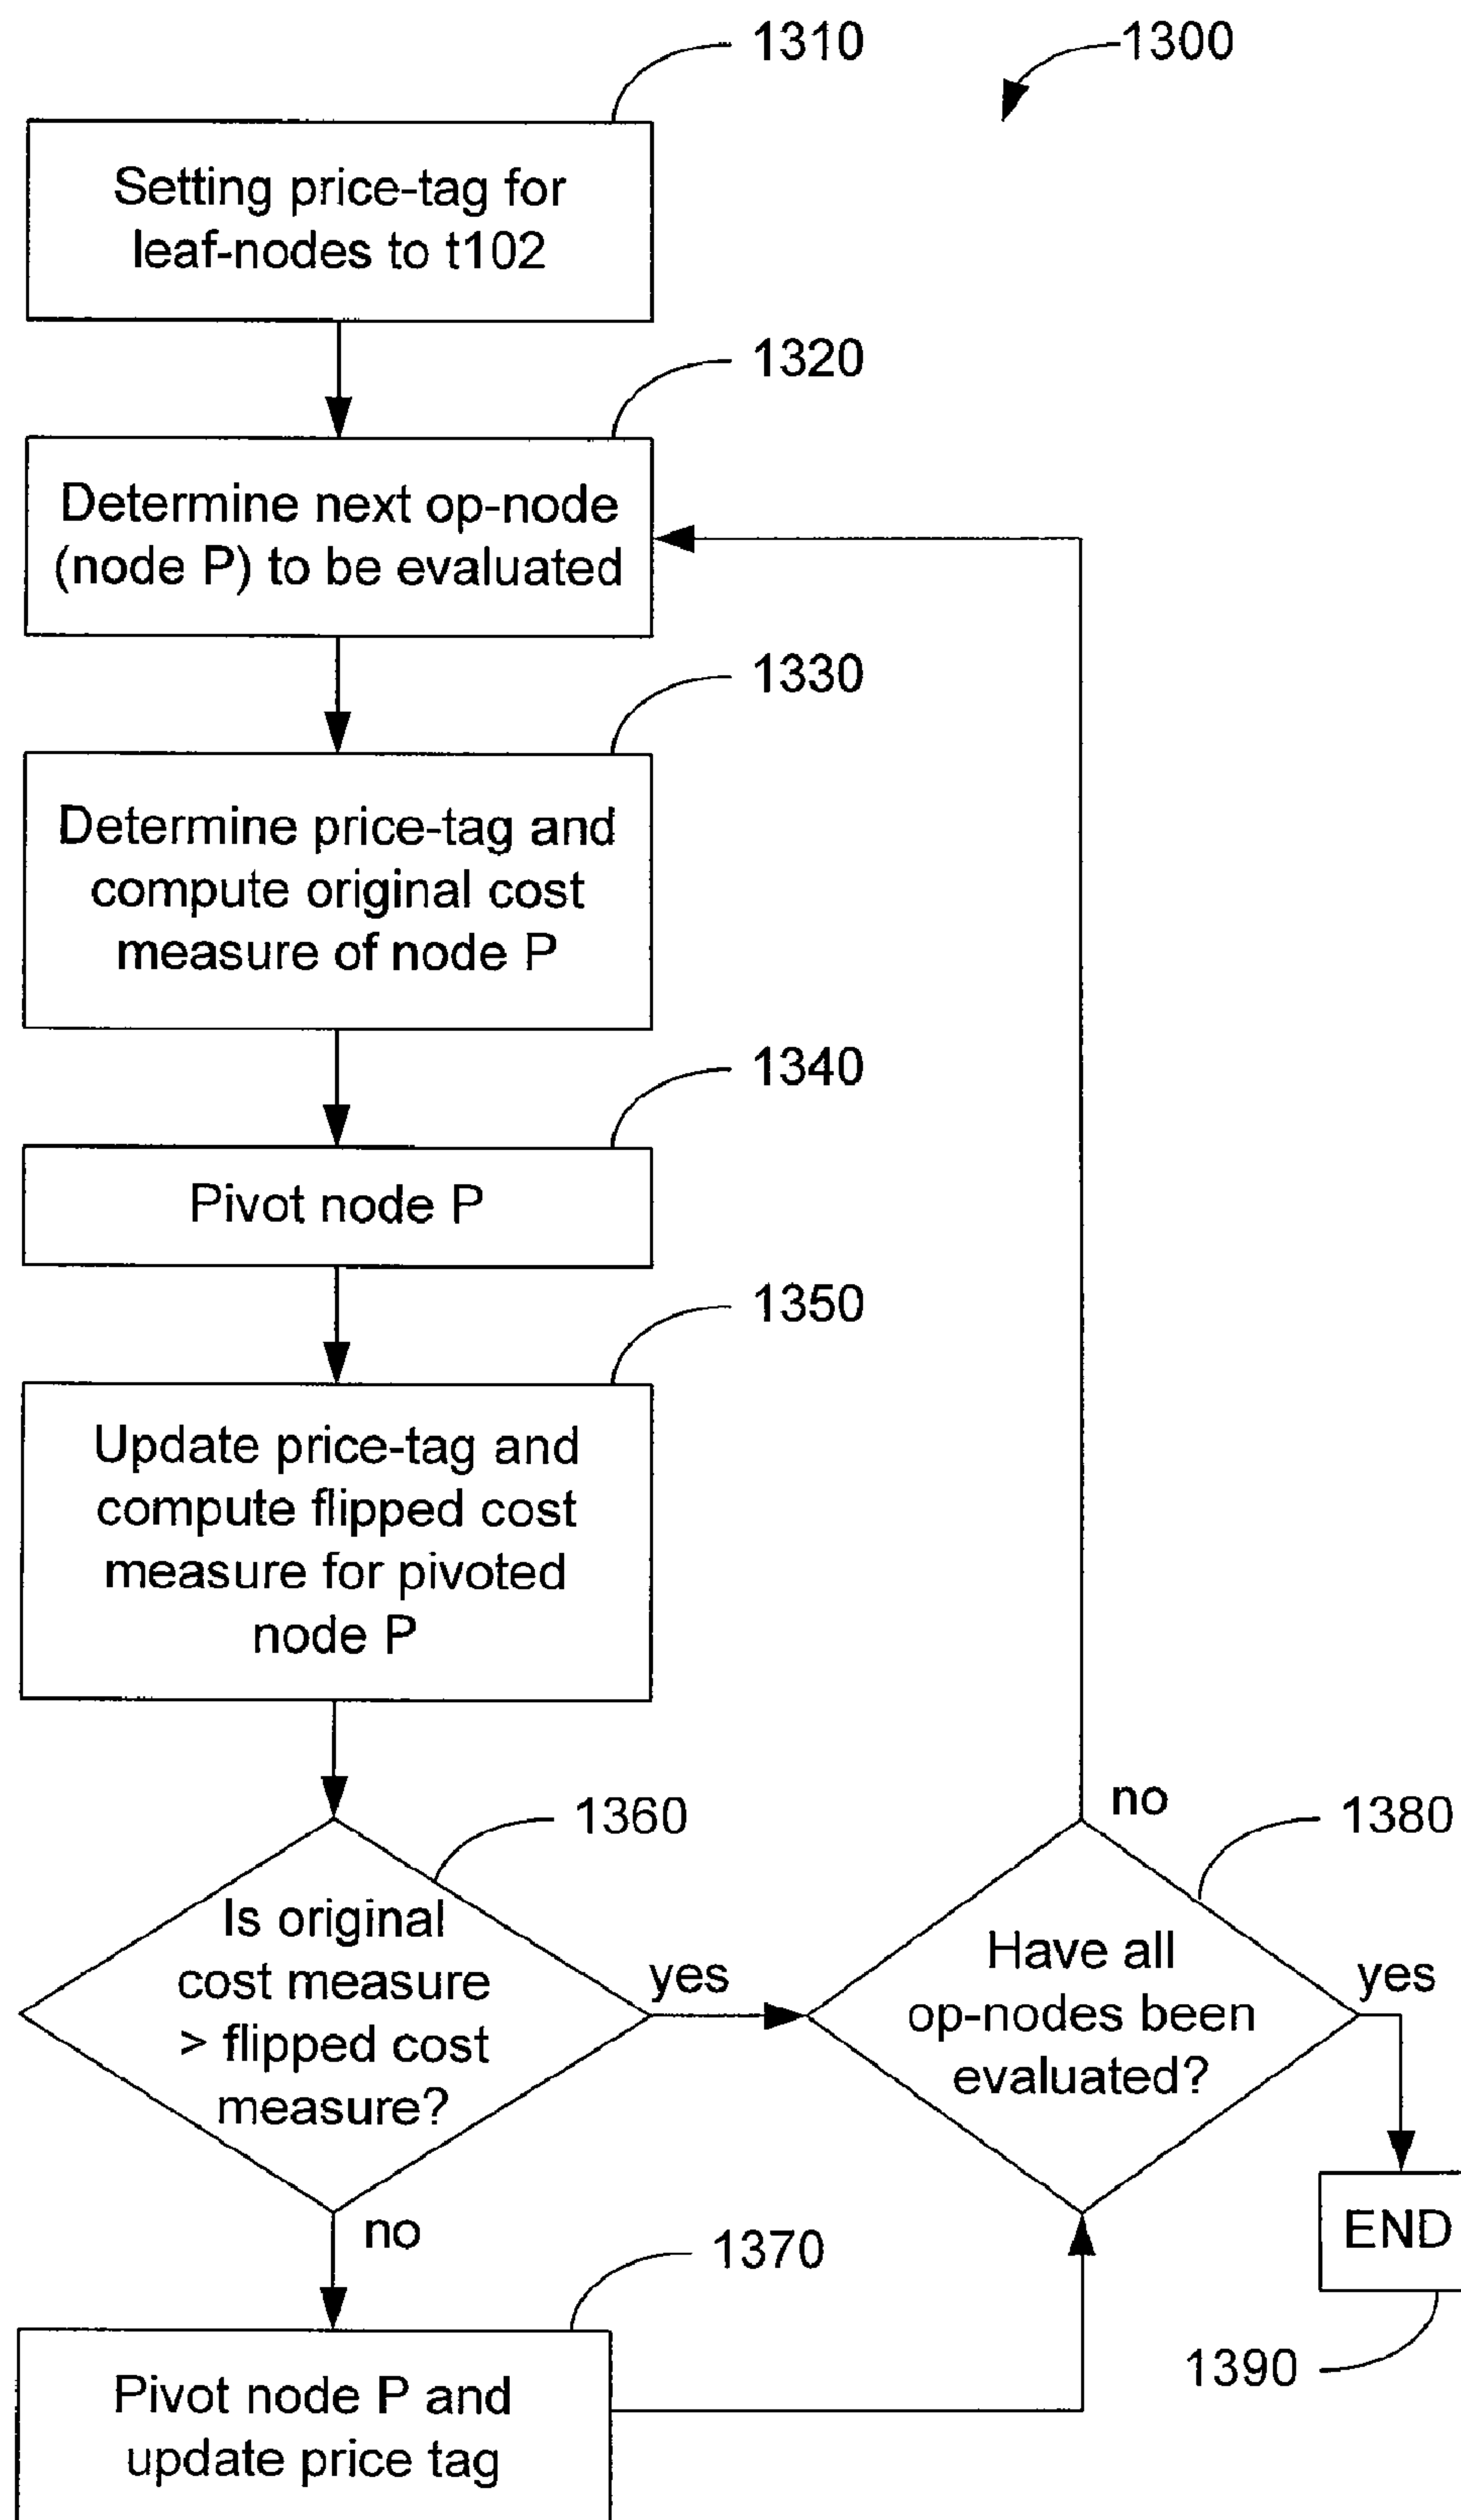 1310
1300
Setting price-tag for
leaf-nodes to t102
1320
Determine next op-node
(node P) to be evaluated
1330
Determine price-tag and
compute original cost
measure of node P
1340
Pivot node P
1350
Update price-tag and
compute flipped cost
measure for pivoted
node P
1360
Is original
cost measure
> flipped cost
measure?
yes
no
1380
no
Have all
op-nodes been
evaluated?
yes
END
1390
1370
Pivot node P and
update price tag